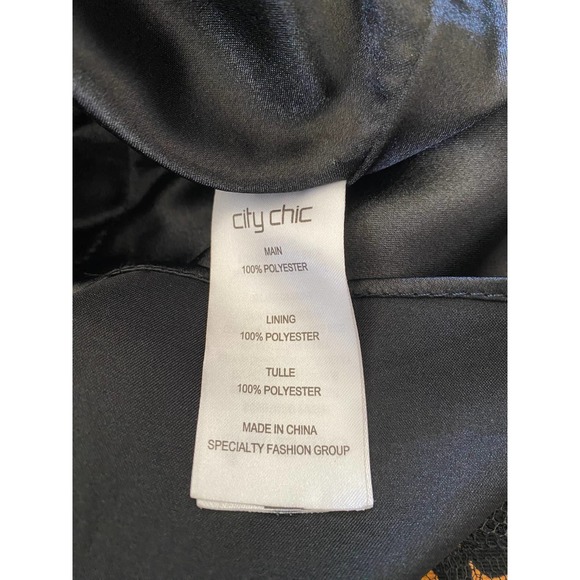 city chic
MAIN
100% POLYESTER
LINING
100% POLYESTER
TULLE
100% POLYESTER
MADE IN CHINA
SPECIALTY FASHION GROUP